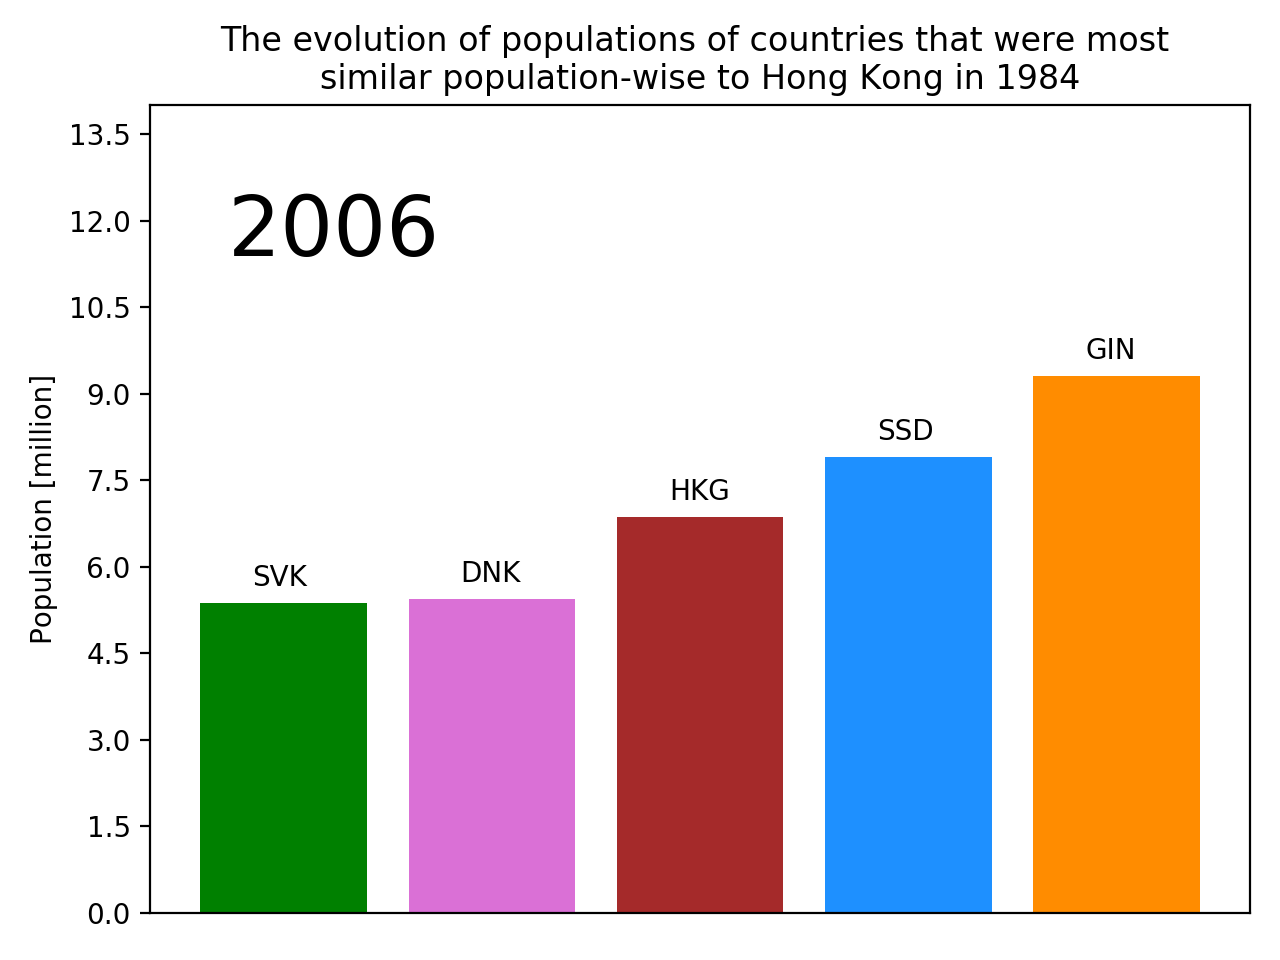 The evolution of populations of countries that were most
similar population-wise to Hong Kong in 1984
2006
13.5
12.0
10.5
9.0
7.5
6.0
4.5
3.0
1.5
0.0
Population [million]
SVK
DNK
HKG
SSD
GIN